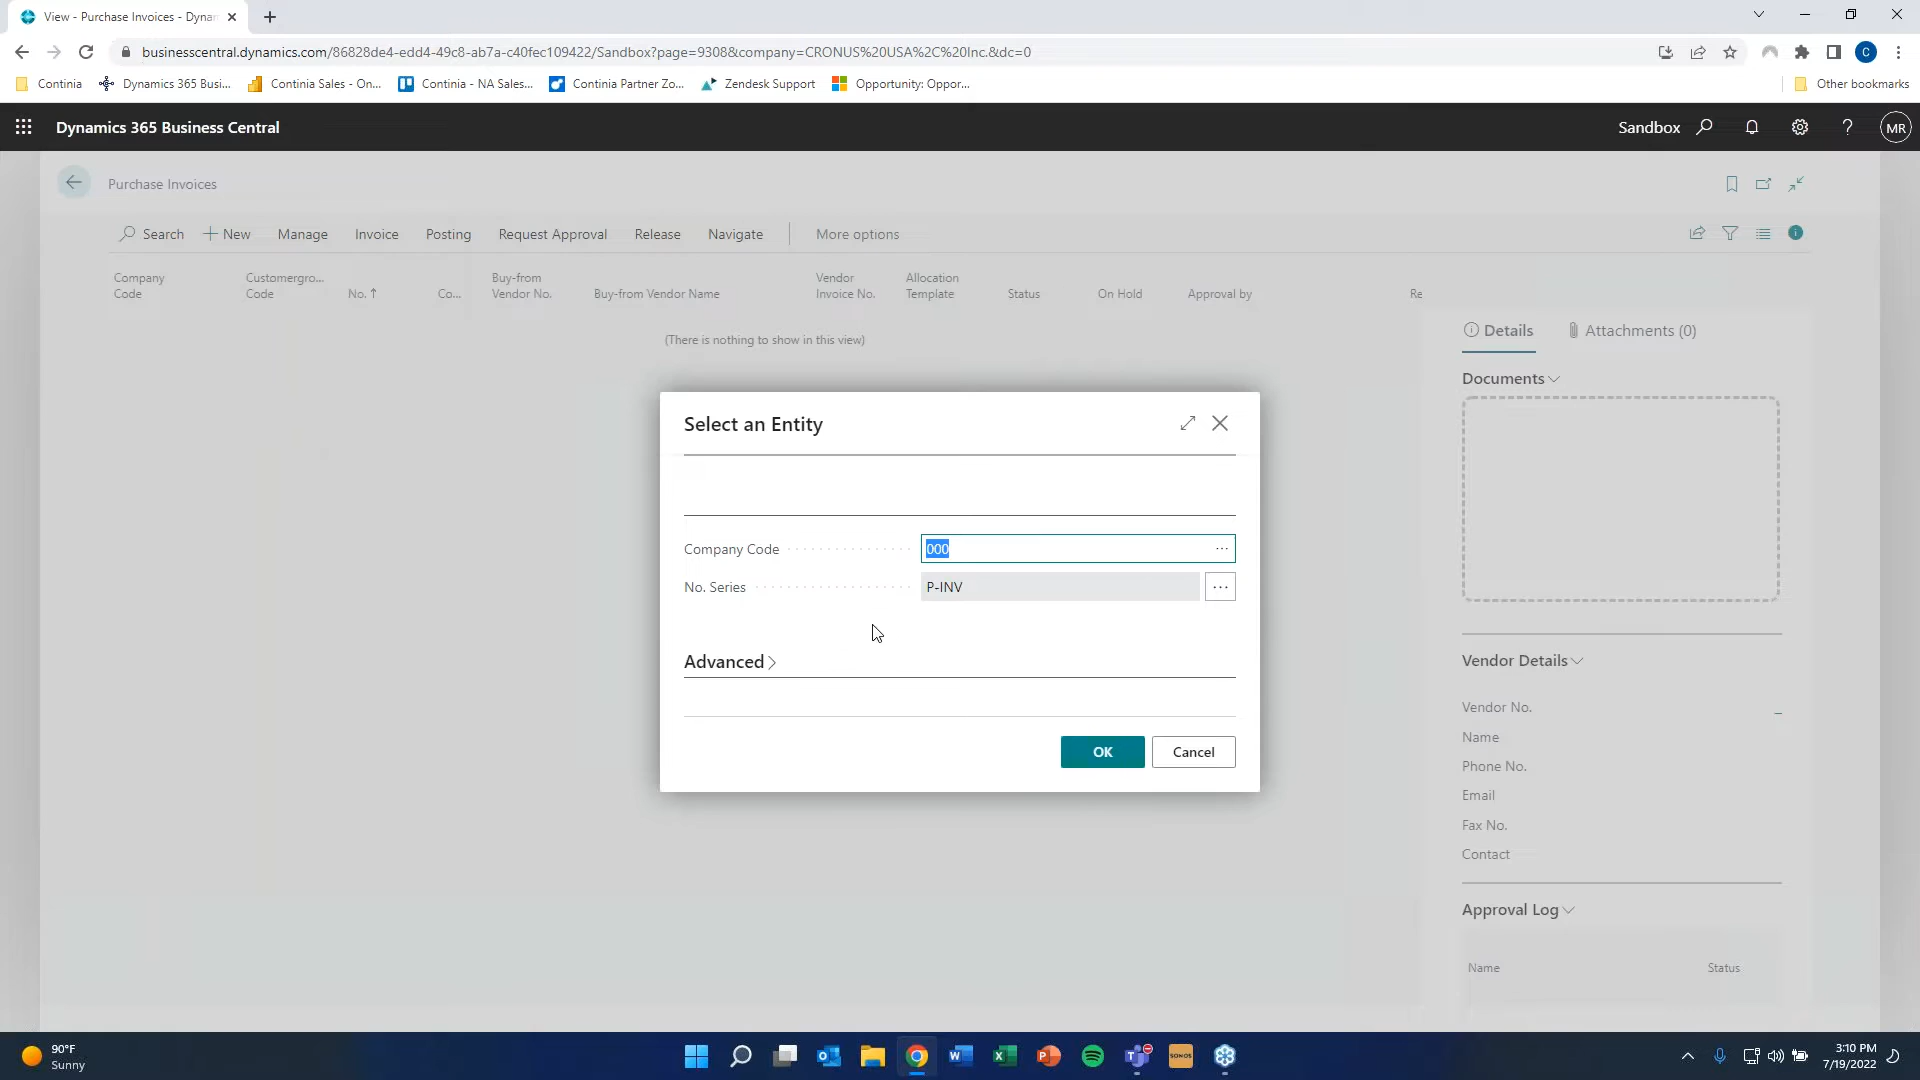 View - Purchase Invoices - Dynan
businesscentral.dynamics.com/86828de4-edd4-49c8-ab7a-c40fec109422/Sandbox?page=9308&company=CRONUS%20USA%2C%20Inc.&dc=0
C
Continia
Dynamics 365 Busi...
Continia Sales - On...
Continia - NA Sales...
Continia Partner Zo...
Zendesk Support
Opportunity: Oppor...
Other bookmarks
Dynamics 365 Business Central
Sandbox
?
MR
Purchase Invoices
Search
New
Manage
Invoice
Posting
Request Approval
Release
Navigate
More options
Company Code
Customergro... Code
No. ↑
Co...
Buy-from Vendor No.
Buy-from Vendor Name
Vendor Invoice No.
Allocation Template
Status
On Hold
Approval by
Re
(There is nothing to show in this view)
Details
Attachments (0)
Documents
Select an Entity
Company Code
000
...
No. Series
P-INV
...
Advanced
OK
Cancel
Vendor Details
Vendor No.
_
Name
Phone No.
Email
Fax No.
Contact
Approval Log
Name
Status
90°F
Sunny
SONOS
3:10 PM
7/19/2022